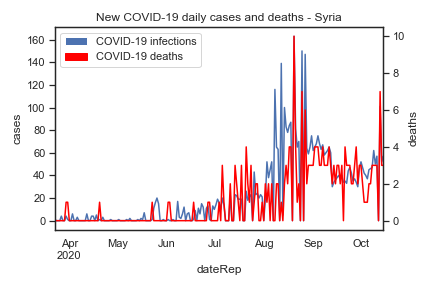 New COVID-19 daily cases and deaths - Syria
COVID-19 infections
COVID-19 deaths
160
140
120
100
80
60
40
20
0
cases
10
8
6
4
2
0
deaths
Apr May Jun Jul Aug Sep Oct
2020
dateRep